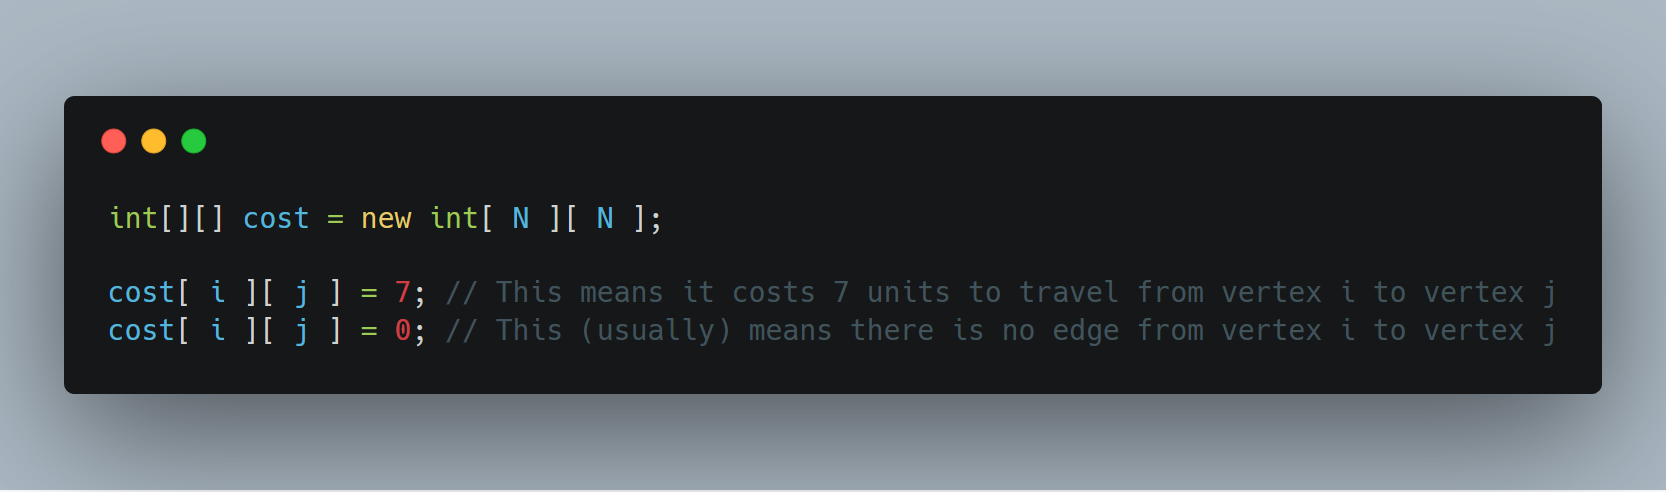 int[][] cost = new int[ N ][ N ];
cost[ i ][ j ] = 7; // This means it costs 7 units to travel from vertex i to vertex j
cost[ i ][ j ] = 0; // This (usually) means there is no edge from vertex i to vertex j